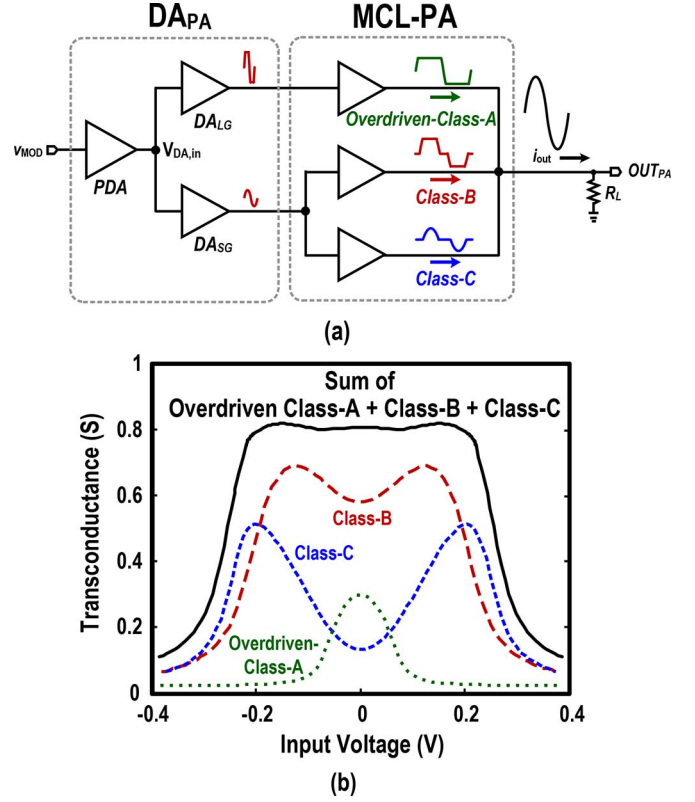 DAPA
MCL-PA
vMOD
PDA
VDA,in
DALG
DASG
Overdriven-Class-A
Class-B
Class-C
iout
OUTPA
RL
(a)
Sum of
Overdriven Class-A + Class-B + Class-C
Class-B
Class-C
Overdriven-
Class-A
Transconductance (S)
1
0.8
0.6
0.4
0.2
0
-0.4
-0.2
0
0.2
0.4
Input Voltage (V)
(b)